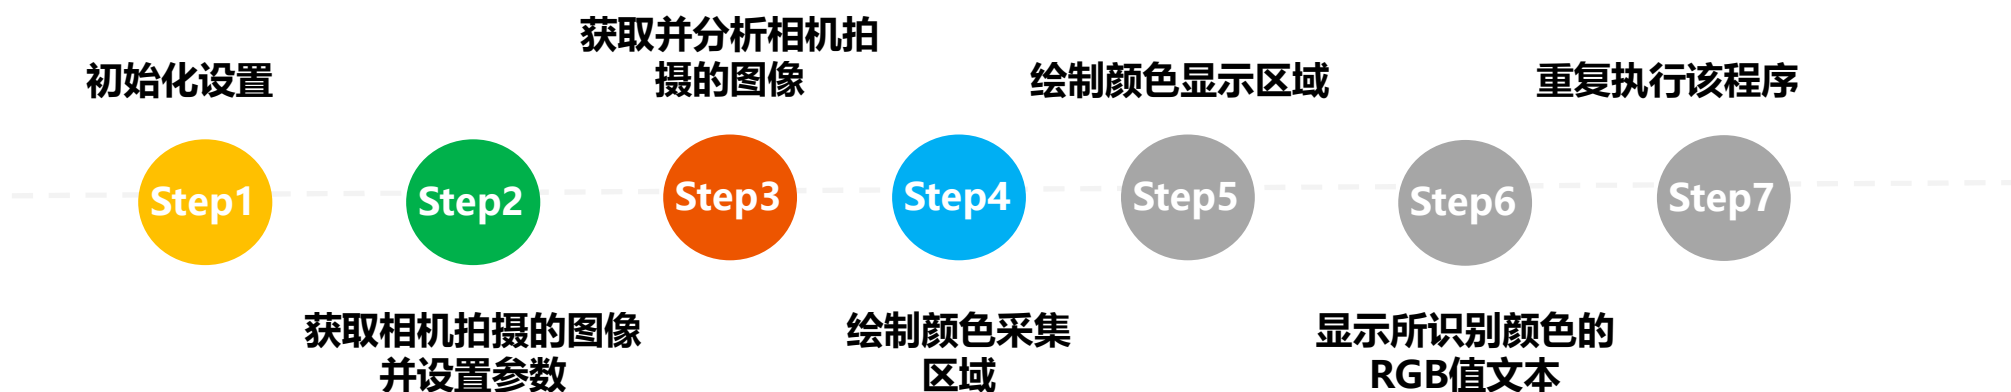 初始化设置
Step1
Step2
获取相机拍摄的图像
并设置参数
获取并分析相机拍
摄的图像
Step3
Step4
绘制颜色采集
区域
绘制颜色显示区域
Step5
Step6
显示所识别颜色的
RGB值文本
重复执行该程序
Step7